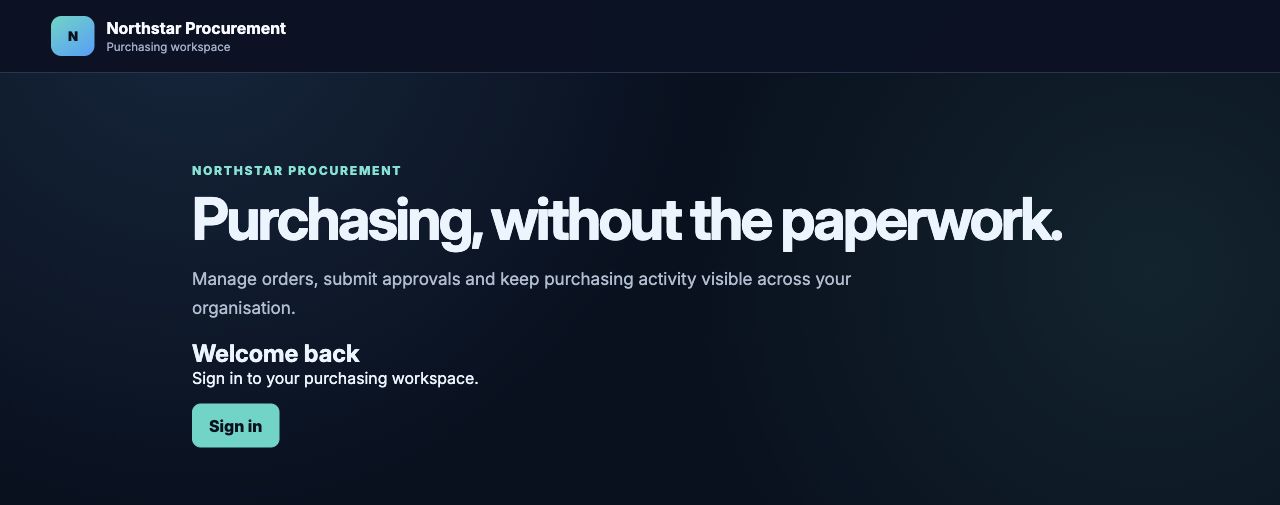 N
Northstar Procurement
Purchasing workspace
NORTHSTAR PROCUREMENT
Purchasing, without the paperwork.
Manage orders, submit approvals and keep purchasing activity visible across your
organisation.
Welcome back
Sign in to your purchasing workspace.
Sign in